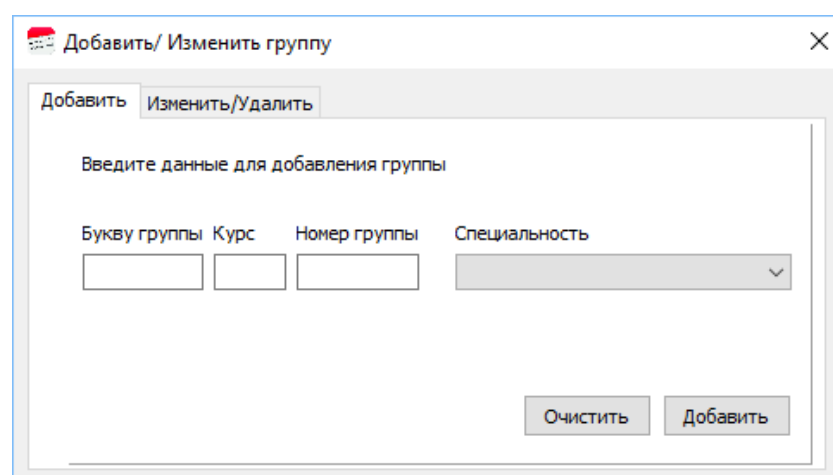 Добавить/ Изменить группу
Добавить Изменить/Удалить
Введите данные для добавления группы
Букву группы Курс Номер группы Специальность
Очистить Добавить